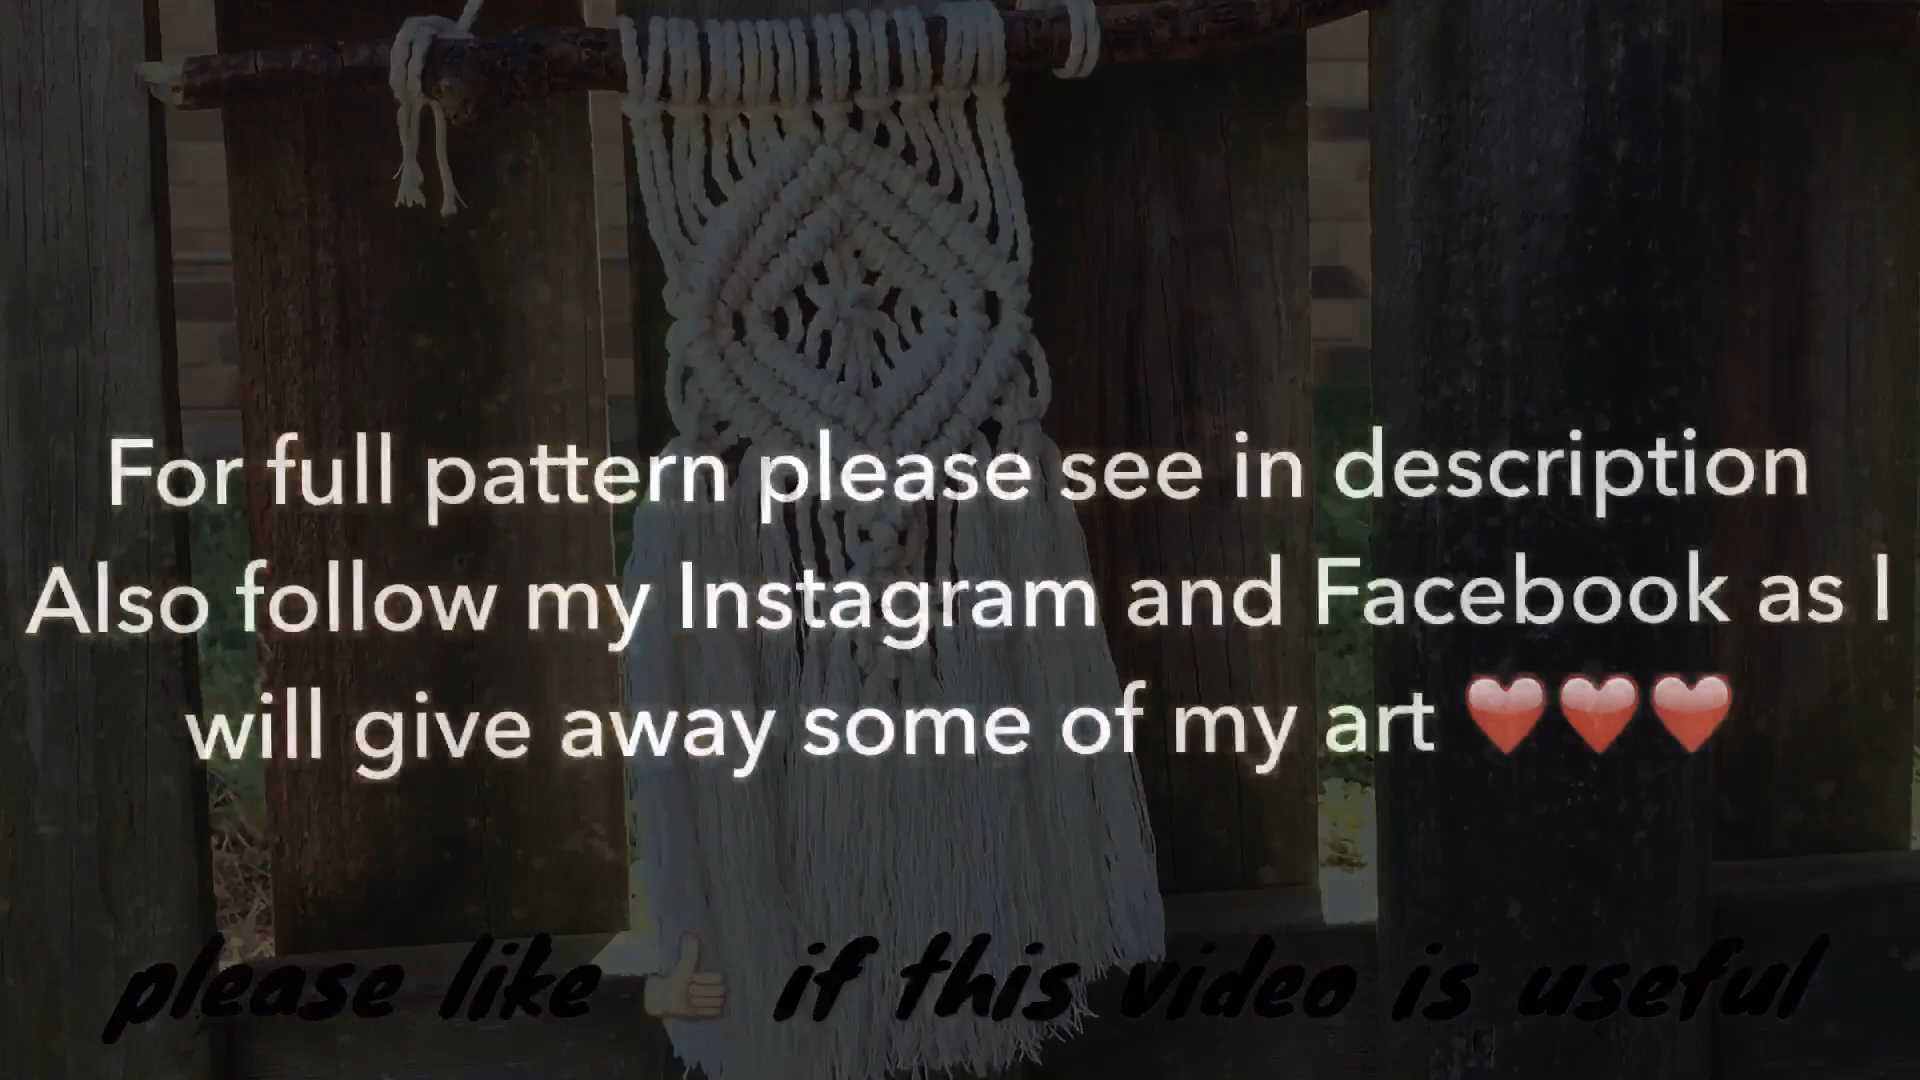 For full pattern please see in description
Also follow my Instagram and Facebook as I
will give away some of my art ❤️❤️❤️
please like 👍🏼 if this video is useful